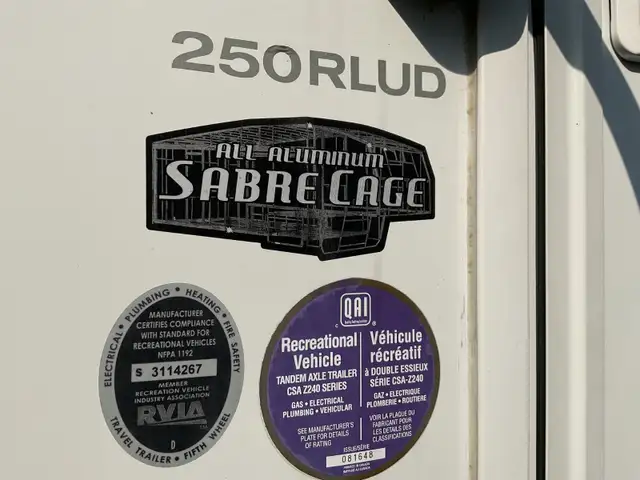 250RLUD
ALL ALUMINUM
SABRE CAGE
ELECTRICAL • PLUMBING • HEATING • FIRE SAFETY
MANUFACTURER
CERTIFIES COMPLIANCE
WITH STANDARD FOR
RECREATIONAL VEHICLES
NFPA 1192
S 3114267
MEMBER
RECREATION VEHICLE
INDUSTRY ASSOCIATION
RVIA
D
TRAVEL TRAILER • FIFTH WHEEL
QAI
Recreational
Vehicle
TANDEM AXLE TRAILER
CSA Z240 SERIES
GAS • ELECTRICAL
PLUMBING • VEHICULAR
SEE MANUFACTURER'S
PLATE FOR DETAILS
OF RATING
Véhicule
récréatif
à DOUBLE ESSIEUX
SÉRIE CSA-Z240
GAZ • ÉLECTRIQUE
PLOMBERIE • ROUTIERE
VOIR LA PLAQUE DU
FABRICANT POUR
LES DÉTAILS DES
CLASSIFICATIONS
ISSUE/SÉRIE
081648